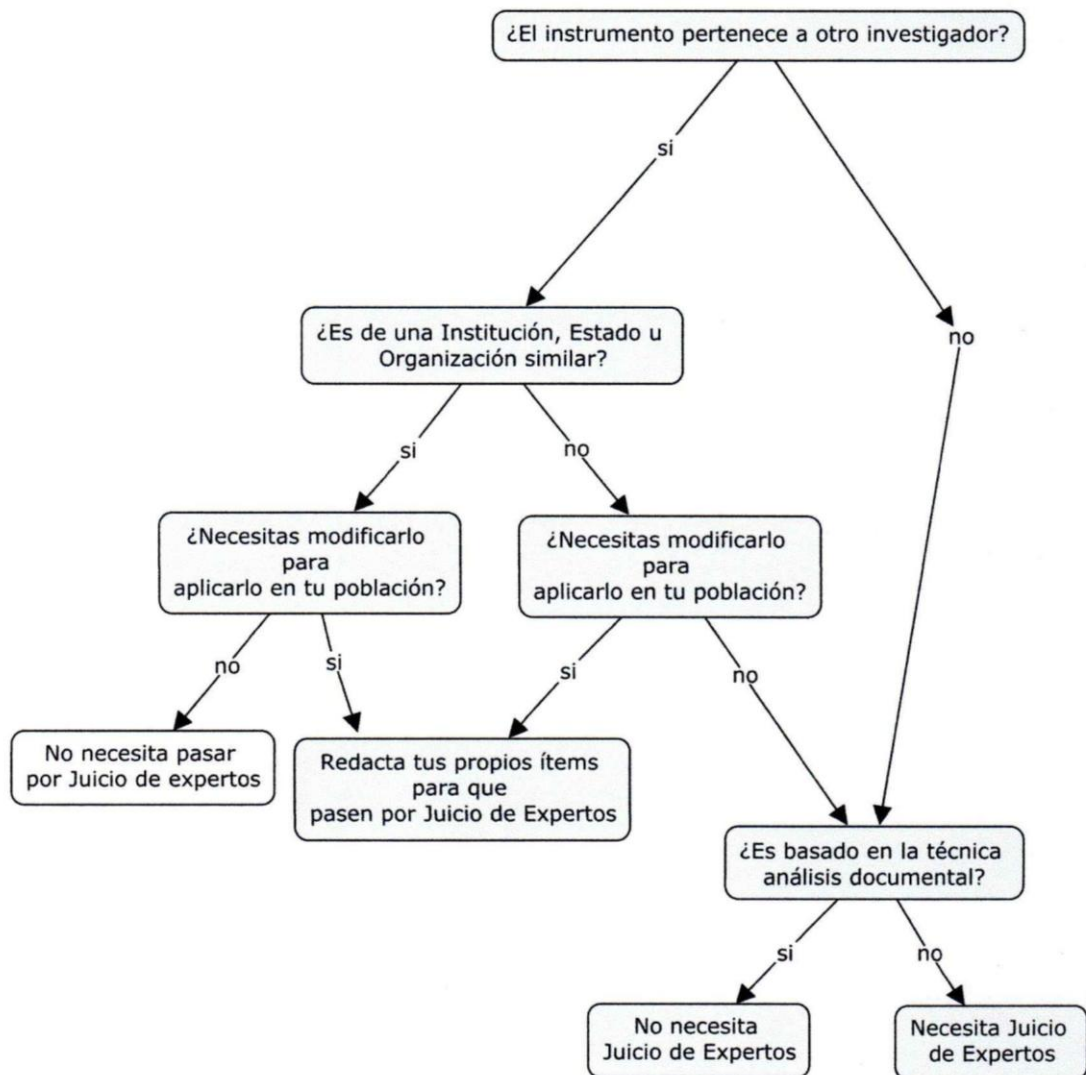 ¿El instrumento pertenece a otro investigador?
si
no
¿Es de una Institución, Estado u
Organización similar?
si
no
¿Necesitas modificarlo
para
aplicarlo en tu población?
¿Necesitas modificarlo
para
aplicarlo en tu población?
no
si
si
no
No necesita pasar
por Juicio de expertos
Redacta tus propios ítems
para que
pasen por Juicio de Expertos
¿Es basado en la técnica
análisis documental?
si
no
No necesita
Juicio de Expertos
Necesita Juicio
de Expertos